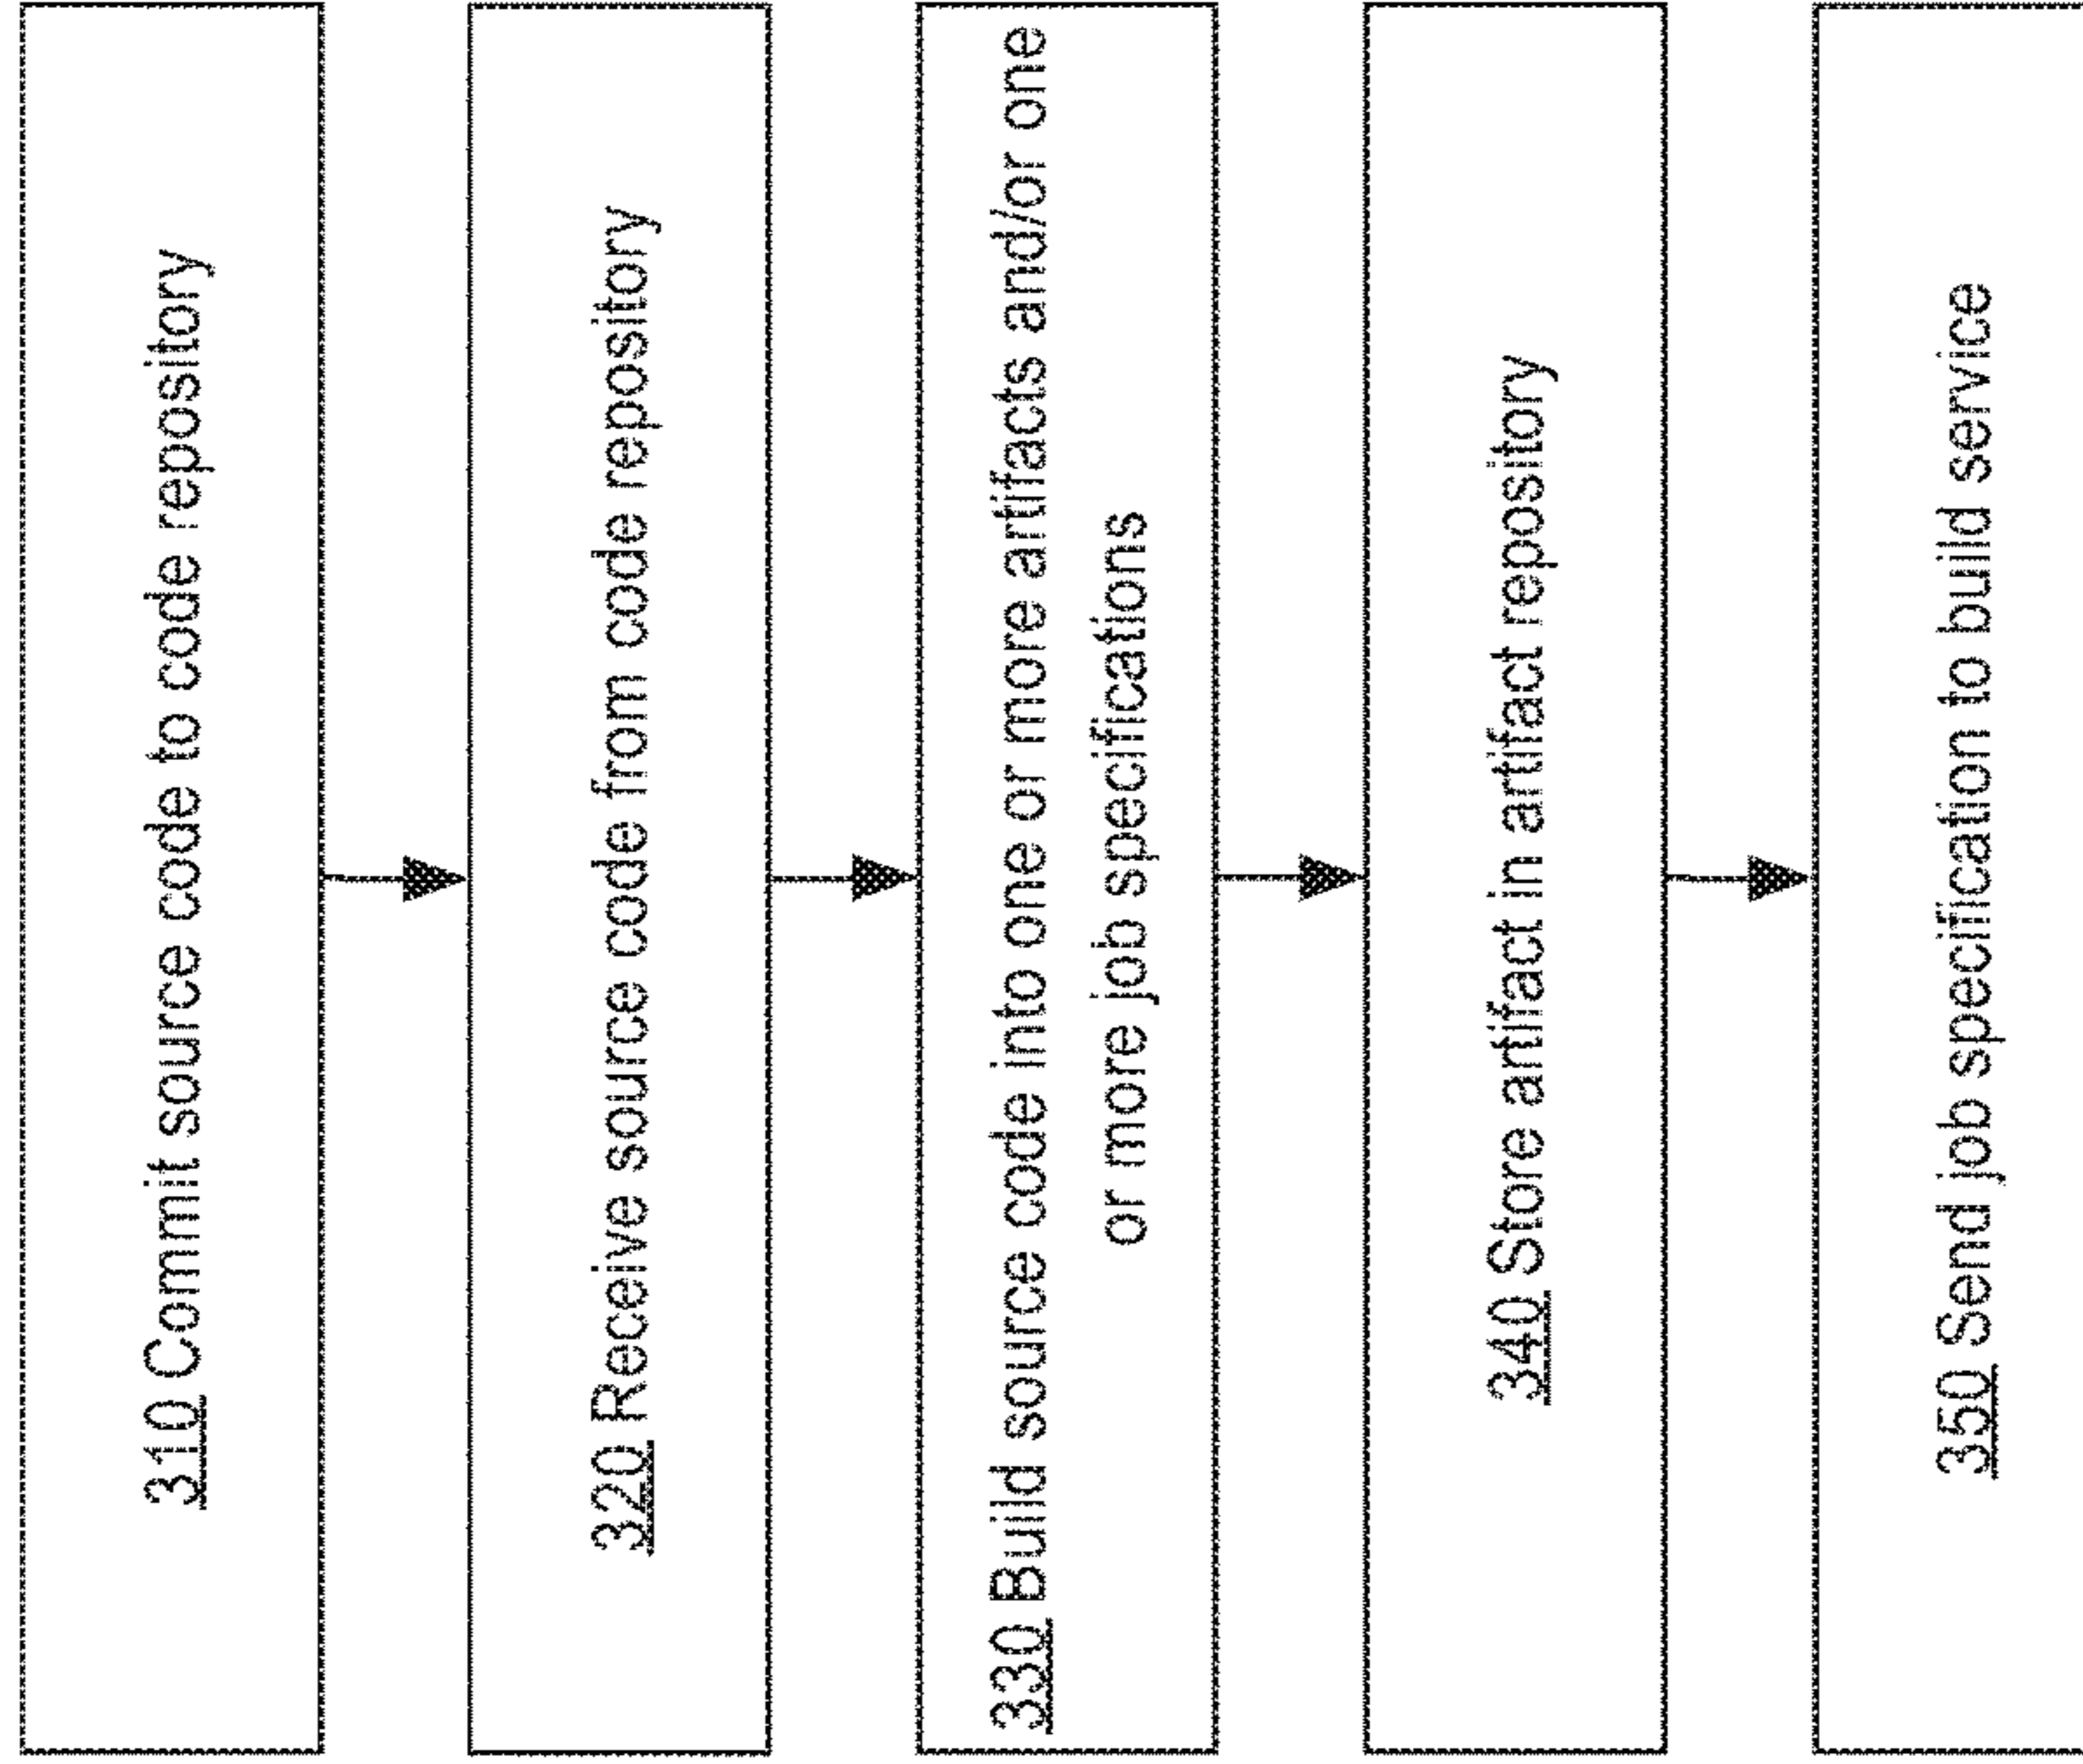 310 Commit source code to code repository
320 Receive source code from code repository
330 Build source code into one or more artifacts and/or one
or more job specifications
340 Store artifact in artifact repository
350 Send job specification to build service